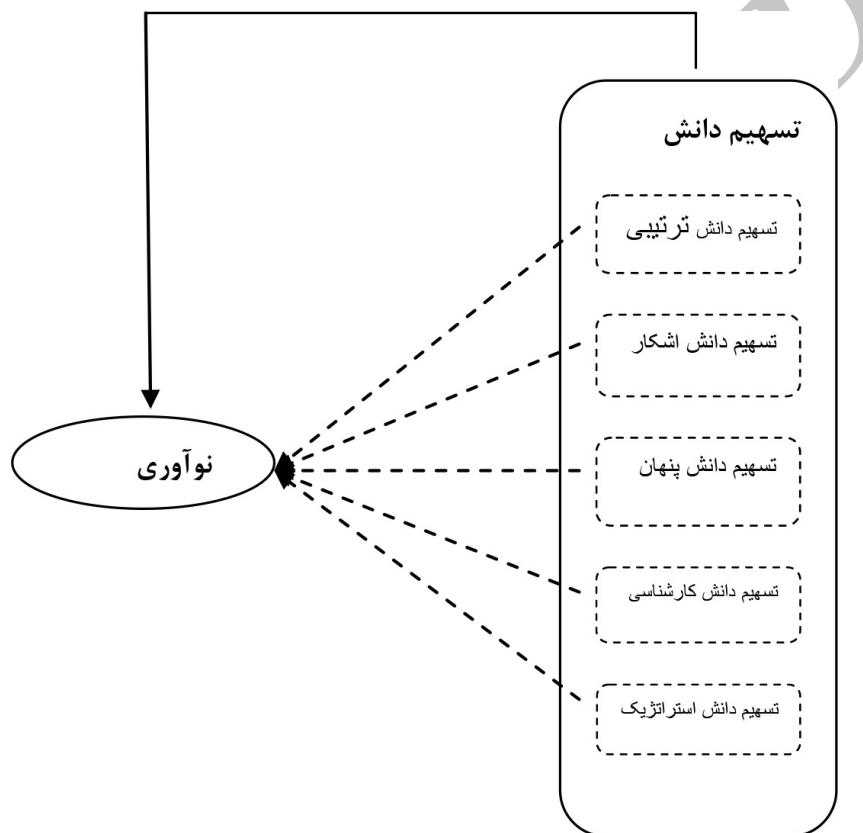 تسهیم دانش
تسهیم دانش ترتیبی
تسهیم دانش اشکار
تسهیم دانش پنهان
تسهیم دانش کارشناسی
تسهیم دانش استراتژیک
نوآوری